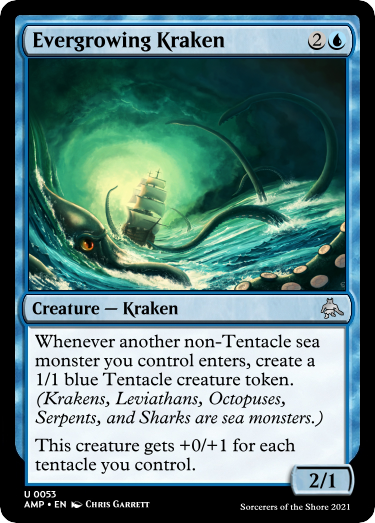 Evergrowing Kraken 2
Creature — Kraken
Whenever another non-Tentacle sea
monster you control enters, create a
1/1 blue Tentacle creature token.
(Krakens, Leviathans, Octopuses,
Serpents, and Sharks are sea monsters.)
This creature gets +0/+1 for each
tentacle you control.
2/1
U 0053
AMP • EN Chris Garrett
Sorcerers of the Shore 2021